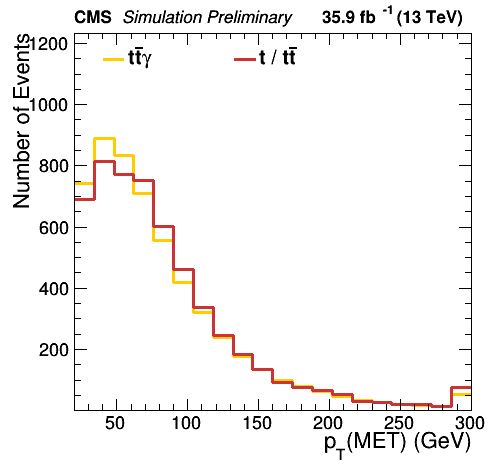 CMS Simulation Preliminary 35.9 fb -1 (13 TeV)
tt̄γ t / tt̄
Number of Events
1200
1000
800
600
400
200
50 100 150 200 250 300
pT(MET) (GeV)